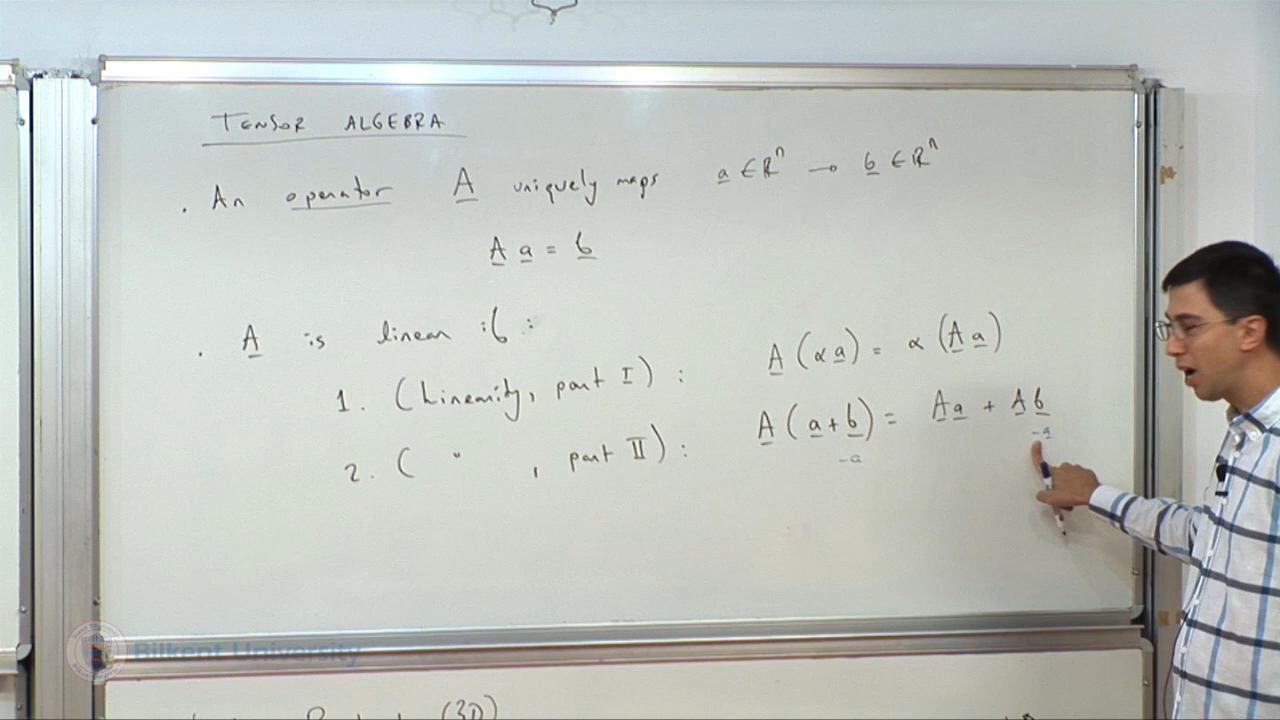 TENSOR ALGEBRA
. An operator A uniquely maps a ∈ ℝⁿ → b ∈ ℝⁿ
A a = b
. A is linear if :
1. (Linearity, part I) : A (α a) = α (A a)
2. ( " , part II) : A (a + b) = A a + A b
-a -a
Bilkent University
(3D)